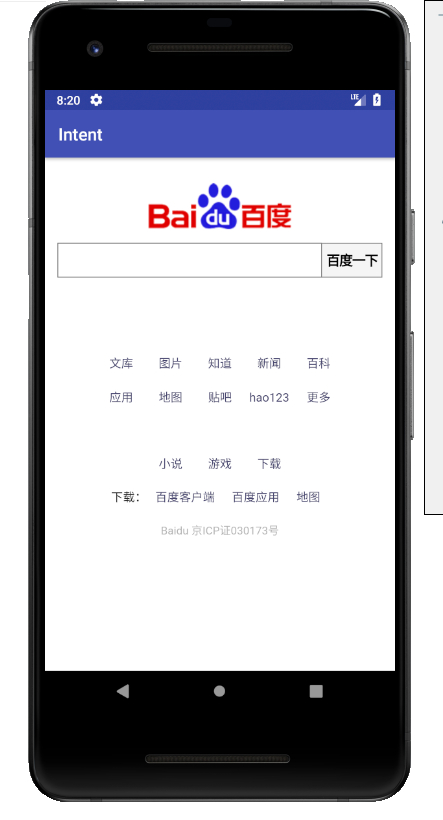 8:20 LTE
Intent
Bai du 百度
百度一下
文库 图片 知道 新闻 百科
应用 地图 贴吧 hao123 更多
小说 游戏 下载
下载： 百度客户端 百度应用 地图
Baidu 京ICP证030173号